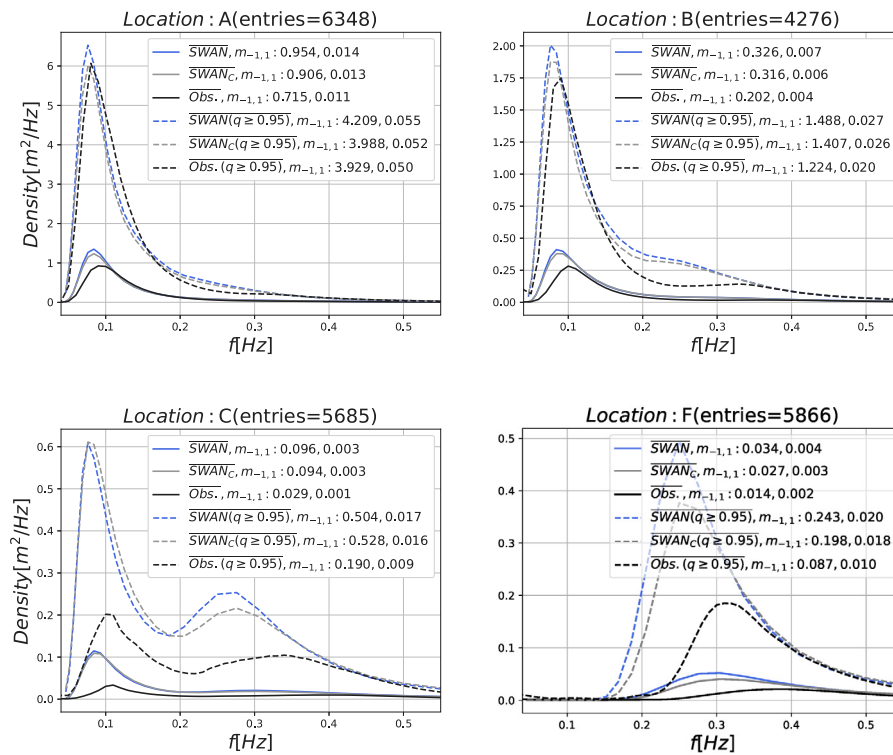 Location : A(entries=6348)
SWAN, m₋₁,₁ : 0.954, 0.014
SWAN_C, m₋₁,₁ : 0.906, 0.013
Obs., m₋₁,₁ : 0.715, 0.011
SWAN(q ≥ 0.95), m₋₁,₁ : 4.209, 0.055
SWAN_C(q ≥ 0.95), m₋₁,₁ : 3.988, 0.052
Obs.(q ≥ 0.95), m₋₁,₁ : 3.929, 0.050
Density[m²/Hz]
6
5
4
3
2
1
0
0.1 0.2 0.3 0.4 0.5
f[Hz]
Location : B(entries=4276)
SWAN, m₋₁,₁ : 0.326, 0.007
SWAN_C, m₋₁,₁ : 0.316, 0.006
Obs., m₋₁,₁ : 0.202, 0.004
SWAN(q ≥ 0.95), m₋₁,₁ : 1.488, 0.027
SWAN_C(q ≥ 0.95), m₋₁,₁ : 1.407, 0.026
Obs.(q ≥ 0.95), m₋₁,₁ : 1.224, 0.020
2.00
1.75
1.50
1.25
1.00
0.75
0.50
0.25
0.00
0.1 0.2 0.3 0.4 0.5
f[Hz]
Location : C(entries=5685)
SWAN, m₋₁,₁ : 0.096, 0.003
SWAN_C, m₋₁,₁ : 0.094, 0.003
Obs., m₋₁,₁ : 0.029, 0.001
SWAN(q ≥ 0.95), m₋₁,₁ : 0.504, 0.017
SWAN_C(q ≥ 0.95), m₋₁,₁ : 0.528, 0.016
Obs.(q ≥ 0.95), m₋₁,₁ : 0.190, 0.009
Density[m²/Hz]
0.6
0.5
0.4
0.3
0.2
0.1
0.0
0.1 0.2 0.3 0.4 0.5
f[Hz]
Location : F(entries=5866)
SWAN, m₋₁,₁ : 0.034, 0.004
SWAN_C, m₋₁,₁ : 0.027, 0.003
Obs., m₋₁,₁ : 0.014, 0.002
SWAN(q ≥ 0.95), m₋₁,₁ : 0.243, 0.020
SWAN_C(q ≥ 0.95), m₋₁,₁ : 0.198, 0.018
Obs.(q ≥ 0.95), m₋₁,₁ : 0.087, 0.010
0.5
0.4
0.3
0.2
0.1
0.0
0.1 0.2 0.3 0.4 0.5
f[Hz]